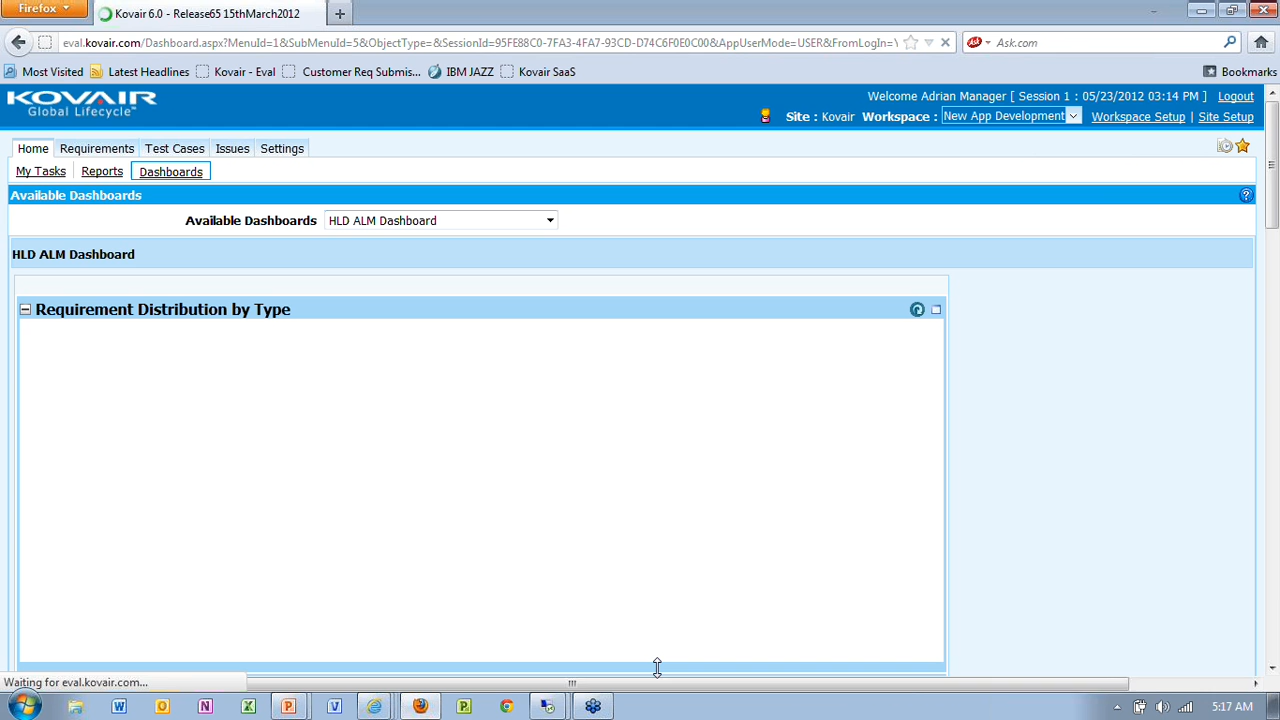 Firefox
Kovair 6.0 - Release65 15thMarch2012
eval.kovair.com/Dashboard.aspx?MenuId=1&SubMenuId=5&ObjectType=&SessionId=95FE88C0-7FA3-4FA7-93CD-D74C6F0E0C00&AppUserMode=USER&FromLogIn=
Ask.com
Most Visited
Latest Headlines
Kovair - Eval
Customer Req Submis...
IBM JAZZ
Kovair SaaS
Bookmarks
KOVAIR
Global Lifecycle™
Welcome Adrian Manager [ Session 1 : 05/23/2012 03:14 PM ] Logout
Site : Kovair Workspace : New App Development Workspace Setup | Site Setup
Home Requirements Test Cases Issues Settings
My Tasks Reports Dashboards
Available Dashboards
Available Dashboards HLD ALM Dashboard
HLD ALM Dashboard
Requirement Distribution by Type
Waiting for eval.kovair.com...
5:17 AM